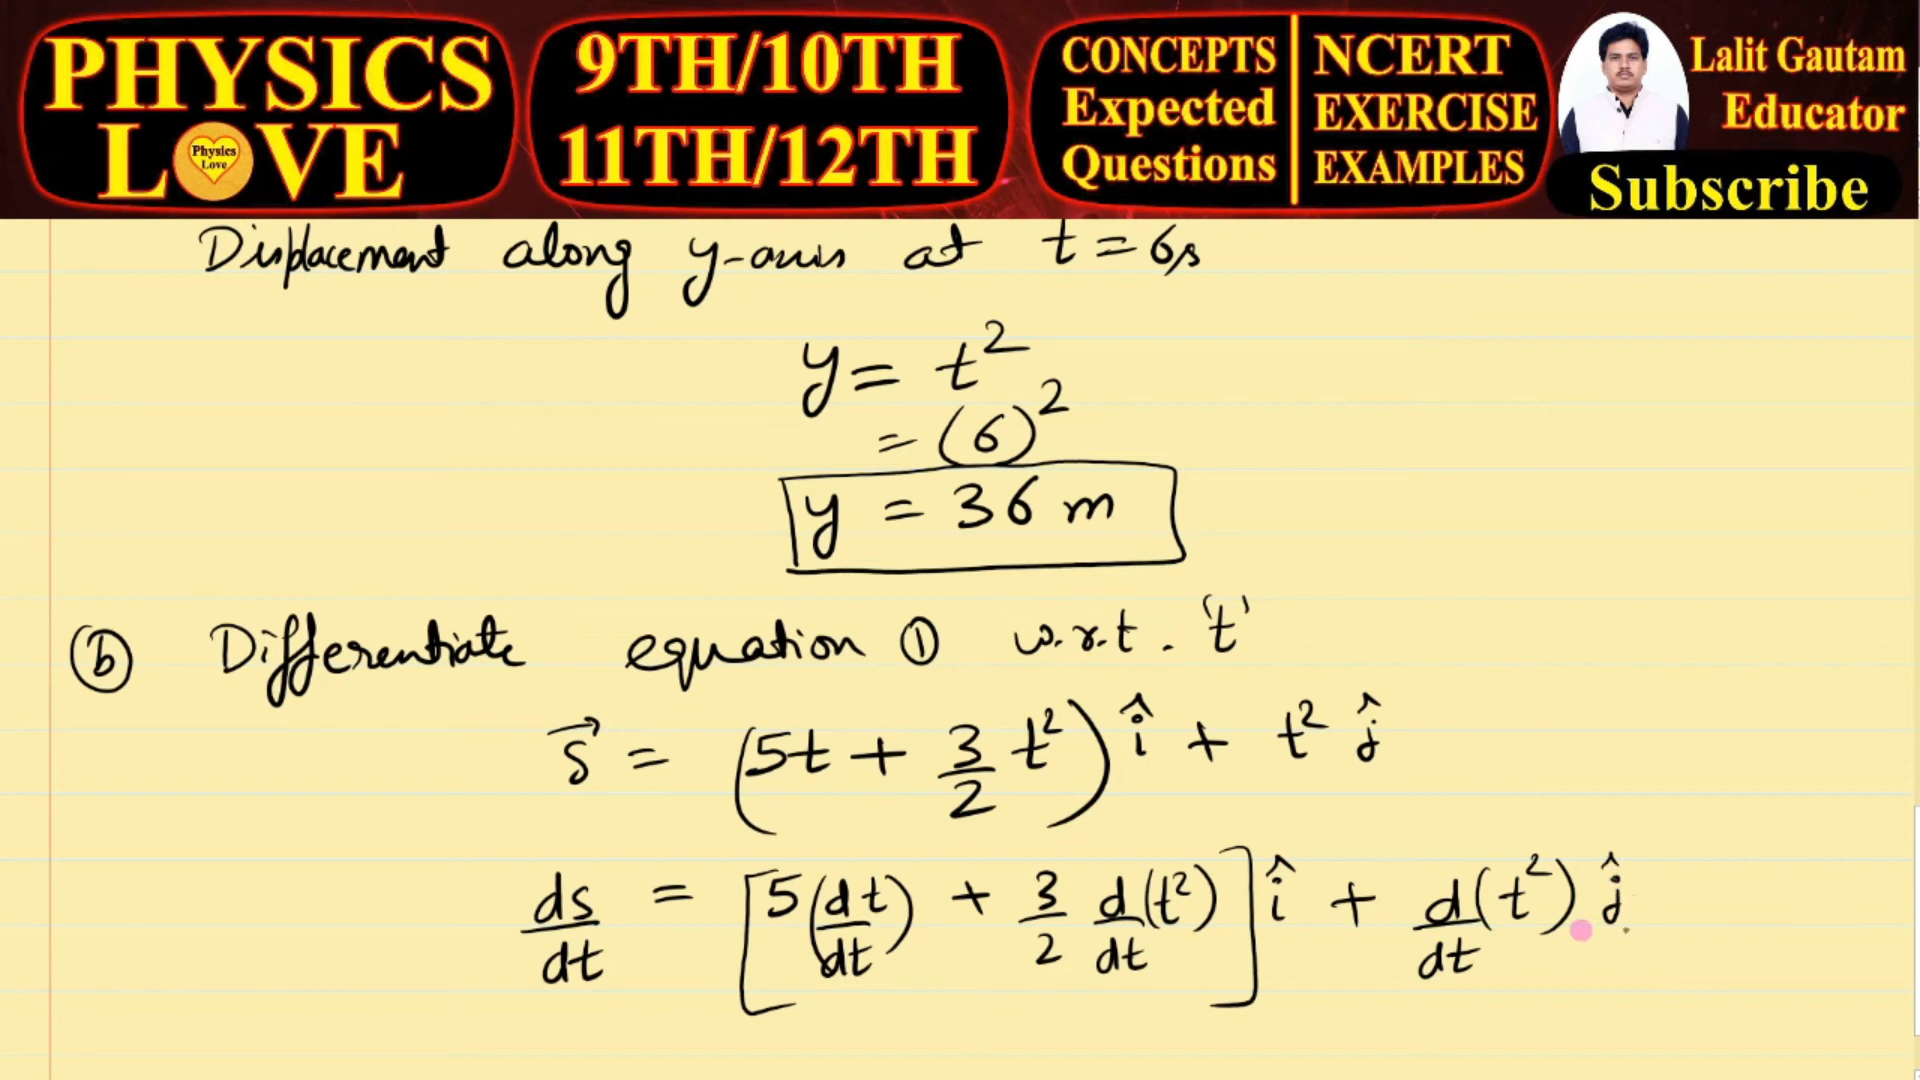 PHYSICS
LOVE
Physics
Love
9TH/10TH
11TH/12TH
CONCEPTS
Expected
Questions
NCERT
EXERCISE
EXAMPLES
Lalit Gautam
Educator
Subscribe
Displacement along y-axis at t = 6s
y = t²
= (6)²
y = 36 m
(b) Differentiate equation ① w.r.t. 't'
s⃗ = (5t + 3/2 t²) î + t² ĵ
ds/dt = [5(dt/dt) + 3/2 d/dt(t²)] î + d/dt(t²) ĵ